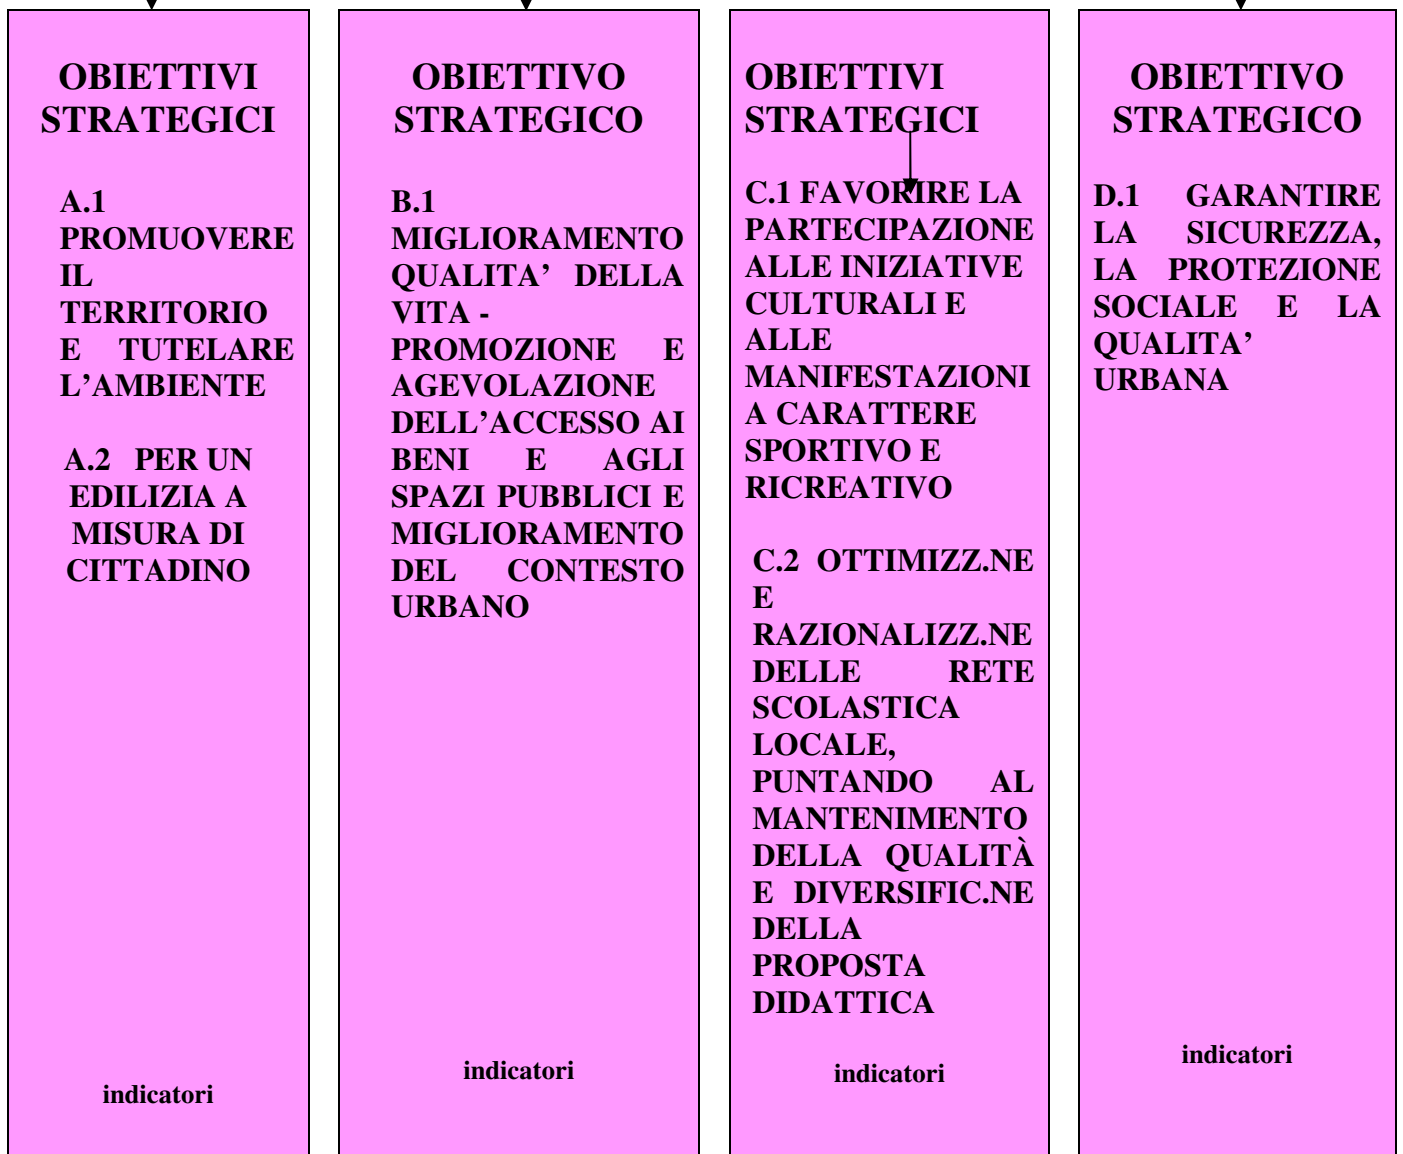 OBIETTIVI
STRATEGICI
A.1
PROMUOVERE
IL
TERRITORIO
E TUTELARE
L’AMBIENTE
A.2 PER UN
EDILIZIA A
MISURA DI
CITTADINO
indicatori
OBIETTIVO
STRATEGICO
B.1
MIGLIORAMENTO
QUALITA’ DELLA
VITA -
PROMOZIONE E
AGEVOLAZIONE
DELL’ACCESSO AI
BENI E AGLI
SPAZI PUBBLICI E
MIGLIORAMENTO
DEL CONTESTO
URBANO
indicatori
OBIETTIVI
STRATEGICI
C.1 FAVORIRE LA
PARTECIPAZIONE
ALLE INIZIATIVE
CULTURALI E
ALLE
MANIFESTAZIONI
A CARATTERE
SPORTIVO E
RICREATIVO
C.2 OTTIMIZZ.NE
E
RAZIONALIZZ.NE
DELLE RETE
SCOLASTICA
LOCALE,
PUNTANDO AL
MANTENIMENTO
DELLA QUALITÀ
E DIVERSIFIC.NE
DELLA
PROPOSTA
DIDATTICA
indicatori
OBIETTIVO
STRATEGICO
D.1 GARANTIRE
LA SICUREZZA,
LA PROTEZIONE
SOCIALE E LA
QUALITA’
URBANA
indicatori